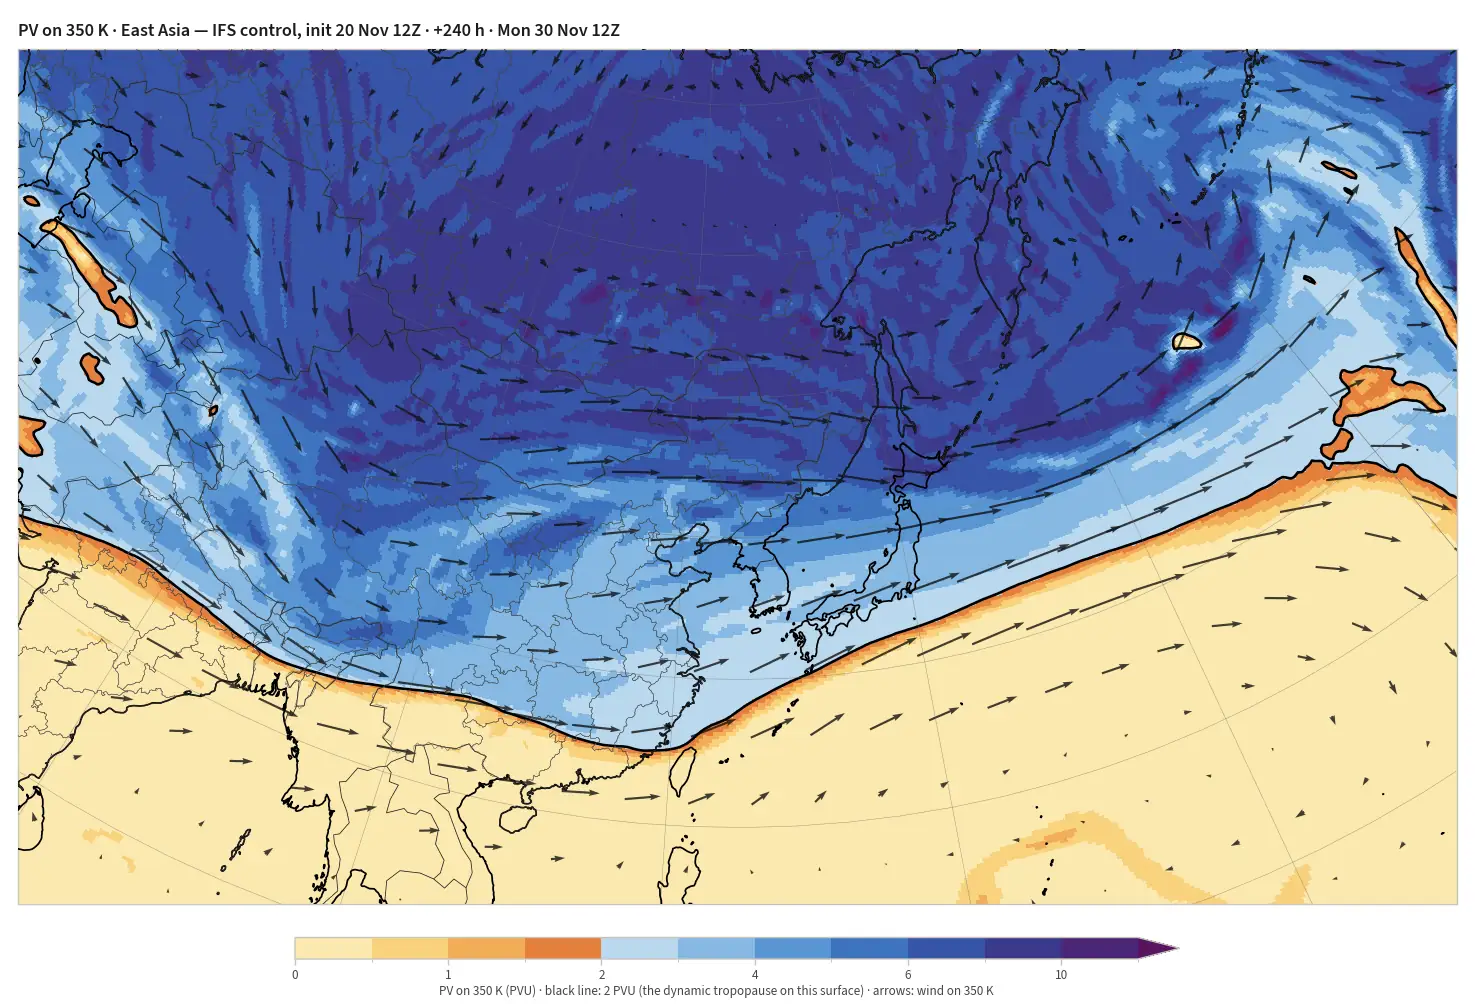 PV on 350 K · East Asia — IFS control, init 20 Nov 12Z · +240 h · Mon 30 Nov 12Z
0 1 2 4 6 10
PV on 350 K (PVU) · black line: 2 PVU (the dynamic tropopause on this surface) · arrows: wind on 350 K